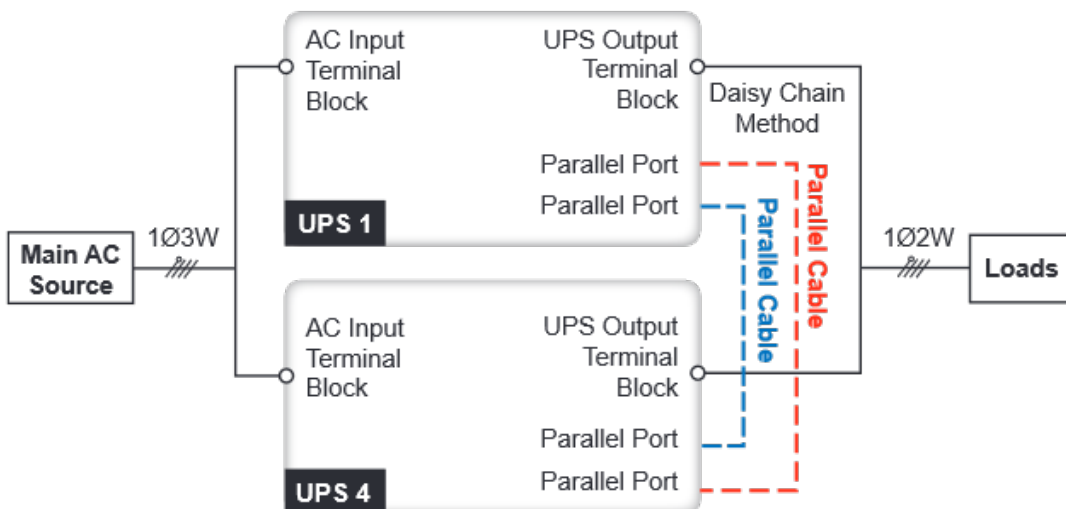 AC Input
Terminal
Block
UPS Output
Terminal
Block
Daisy Chain
Method
Parallel Port
Parallel Port
UPS 1
Parallel Cable
Parallel Cable
Main AC
Source
1Ø3W
1Ø2W
Loads
AC Input
Terminal
Block
UPS Output
Terminal
Block
Parallel Port
Parallel Port
UPS 4